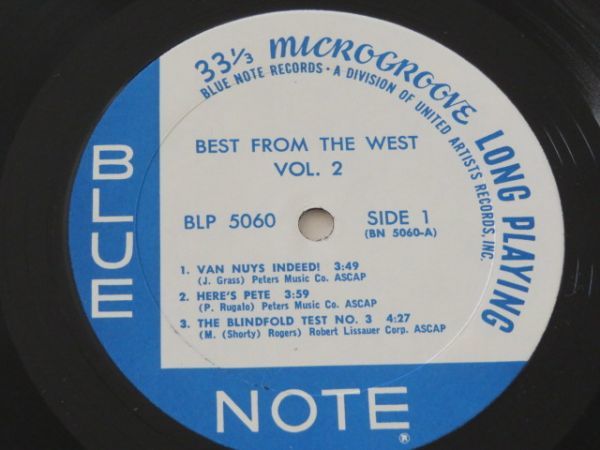 33⅓ MICROGROOVE LONG PLAYING
BLUE NOTE RECORDS • A DIVISION OF UNITED ARTISTS RECORDS, INC.
BEST FROM THE WEST
VOL. 2
BLP 5060
SIDE 1
(BN 5060-A)
1. VAN NUYS INDEED! 3:49
(J. Grass) Peters Music Co. ASCAP
2. HERE'S PETE 3:59
(P. Rugalo) Peters Music Co. ASCAP
3. THE BLINDFOLD TEST NO. 3 4:27
(M. (Shorty) Rogers) Robert Lissauer Corp. ASCAP
BLUE
NOTE®